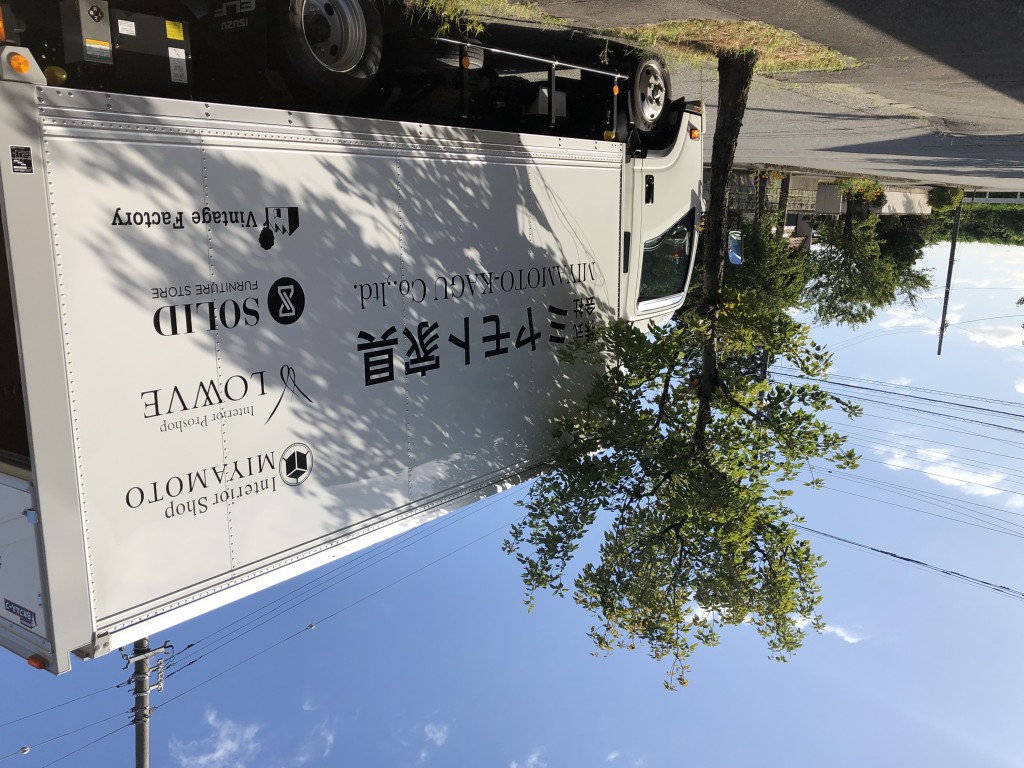 Interior Shop
MIYAMOTO
Interior Proshop
LOWVE
SOLID
FURNITURE STORE
Vintage Factory
株式
会社
ミヤモト家具
MIYAMOTO-KAGU Co.,ltd.
ISUZU
ELF